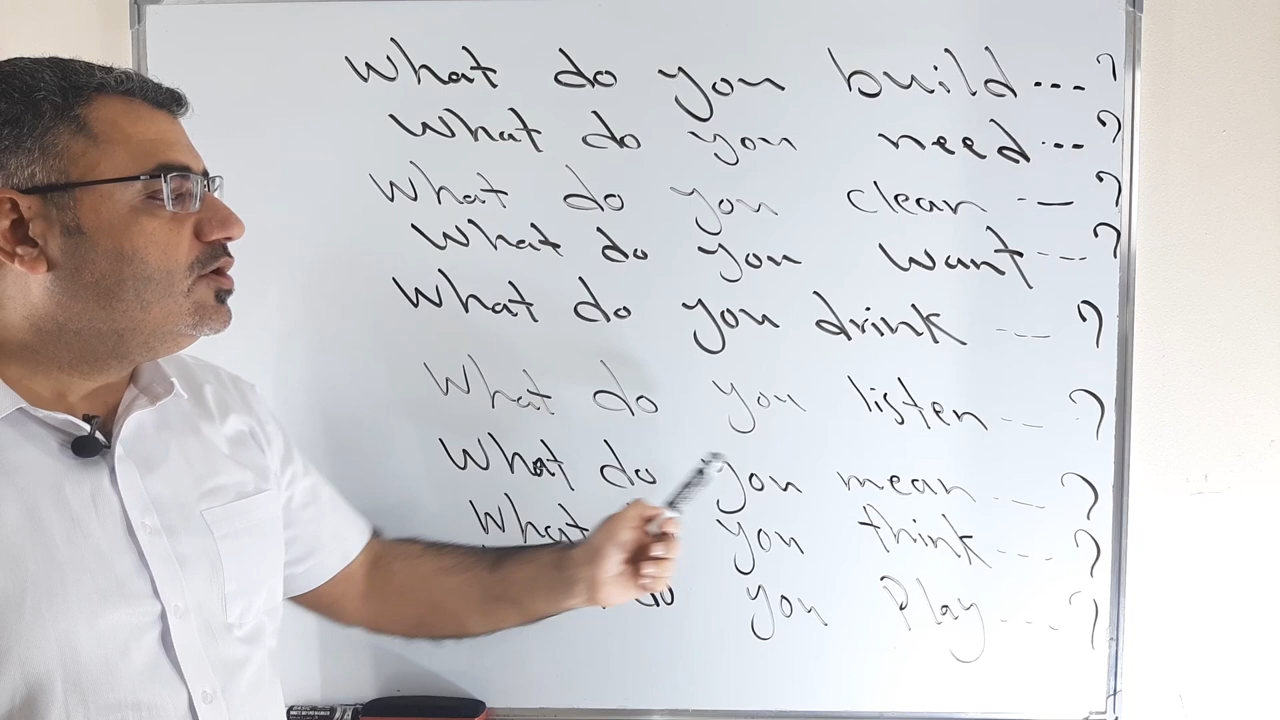 What do you build ...?
What do you need ...?
What do you clean ...?
What do you want ...?
What do you drink ...?
What do you listen ...?
What do you mean ...?
What you think ...?
do you Play ...?